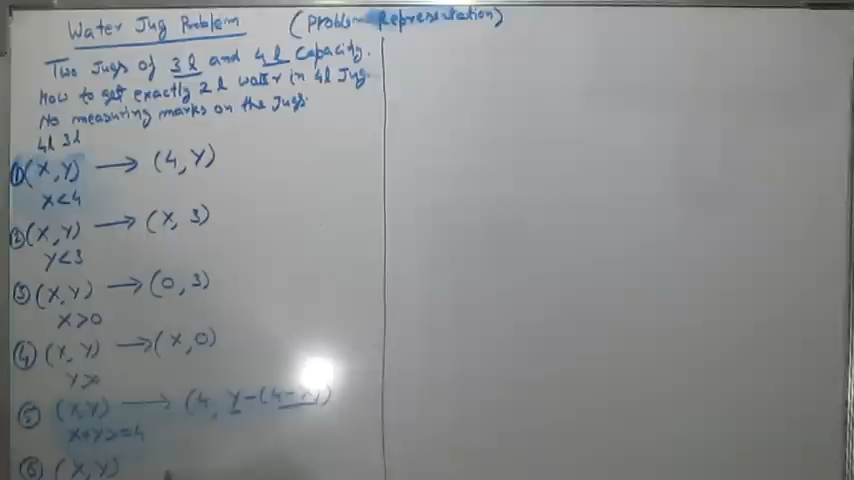 Water Jug Problem (Problem Representation)
Two Jugs of 3 l and 4 l Capacity.
How to get exactly 2 l water in 4l Jug.
No measuring marks on the Jugs.
4l 3l
① (X, Y) → (4, Y)
X<4
② (X, Y) → (X, 3)
Y<3
③ (X, Y) → (0, 3)
X>0
④ (X, Y) → (X, 0)
Y>0
⑤ (X, Y) → (4, Y-(4-X))
X+Y>=4
⑥ (X, Y)